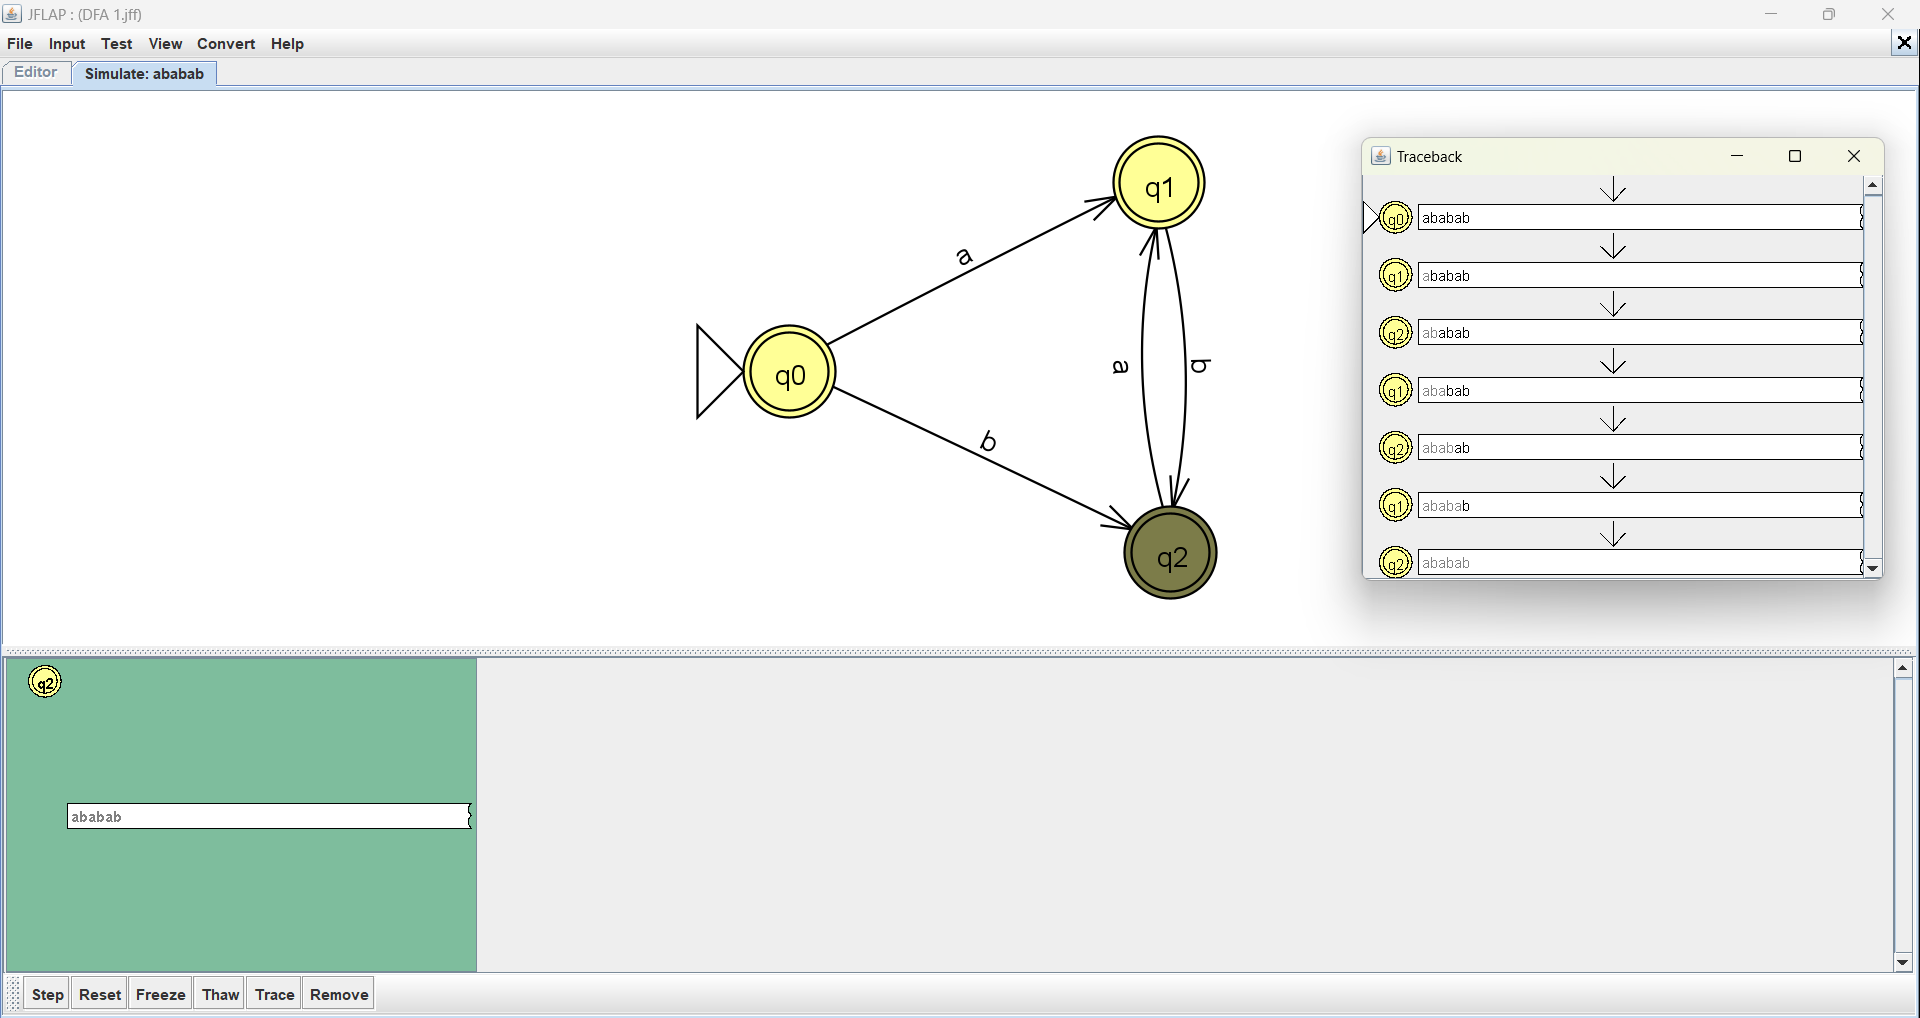 JFLAP : (DFA 1.jff)
File Input Test View Convert Help
Editor Simulate: ababab
q1
a
q0
a
b
b
q2
Traceback
q0 ababab
q1 ababab
q2 ababab
q1 ababab
q2 ababab
q1 ababab
q2 ababab
q2
ababab
Step Reset Freeze Thaw Trace Remove